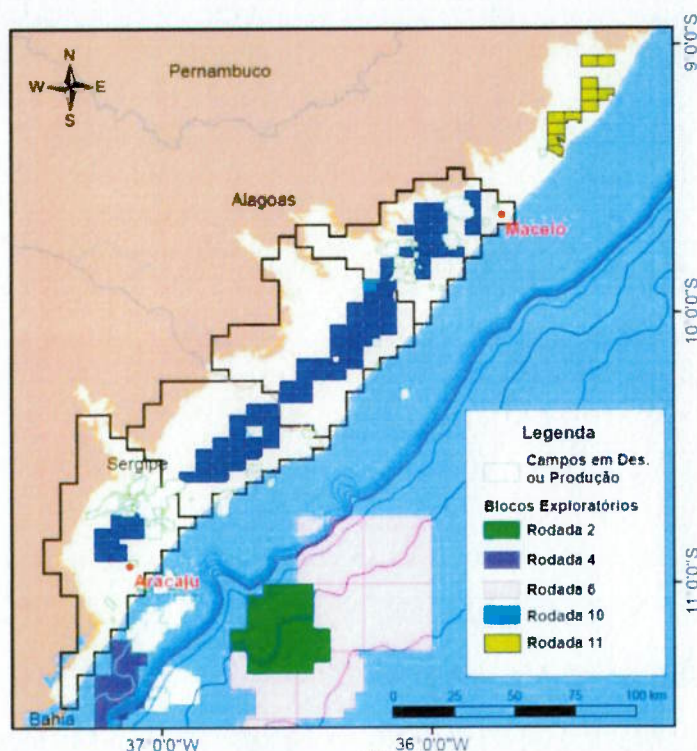 9°0'0"S
N
W E
S
Pernambuco
Alagoas
Maceió
10°0'0"S
Legenda
Campos em Des.
ou Produção
Blocos Exploratórios
Rodada 2
Rodada 4
Rodada 6
Rodada 10
Rodada 11
Sergipe
Aracaju
11°0'0"S
0 25 50 75 100 km
Bahia
37°0'0"W
36°0'0"W